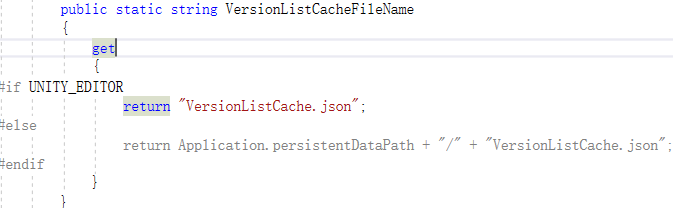 public static string VersionListCacheFileName
{
get
{
#if UNITY_EDITOR
return "VersionListCache.json";
#else
return Application.persistentDataPath + "/" + "VersionListCache.json";
#endif
}
}